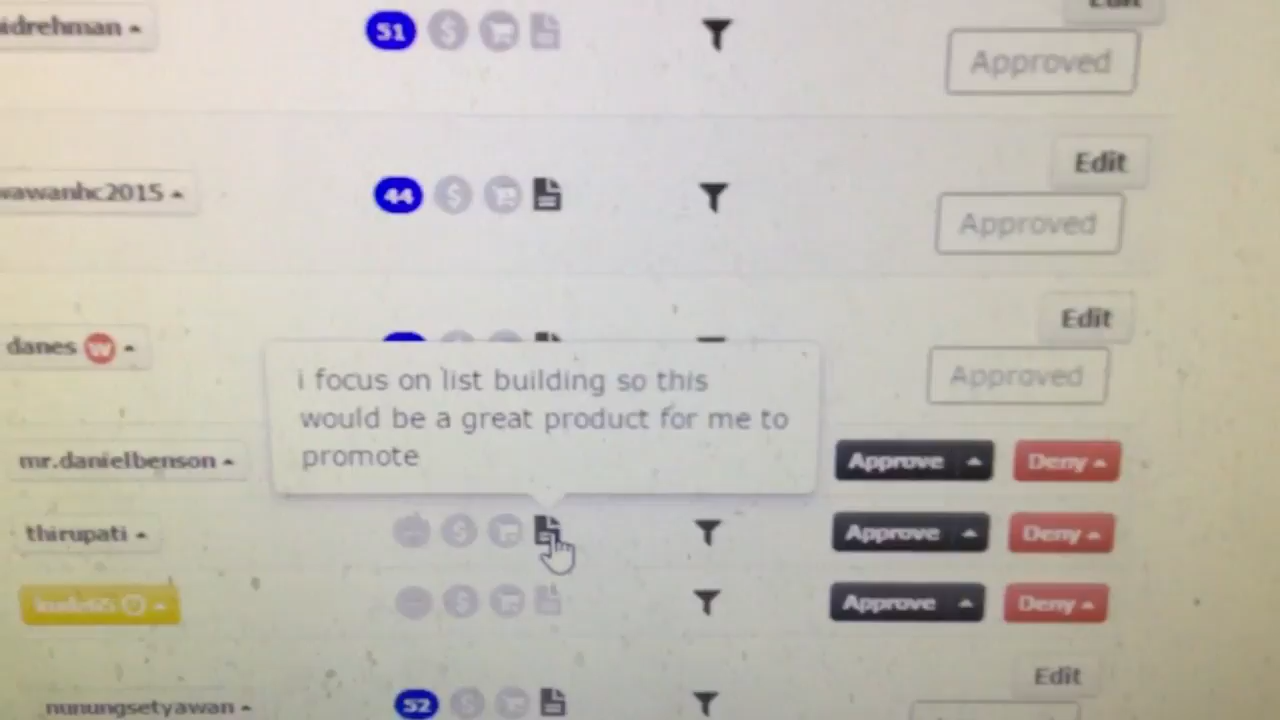 idrehman
51
Edit
Approved
wawanhc2015
44
Edit
Approved
danes
W
Edit
Approved
i focus on list building so this
would be a great product for me to
promote
mr.danielbenson
Approve
Deny
thirupati
Approve
Deny
Approve
Deny
nunungsetyawan
52
Edit